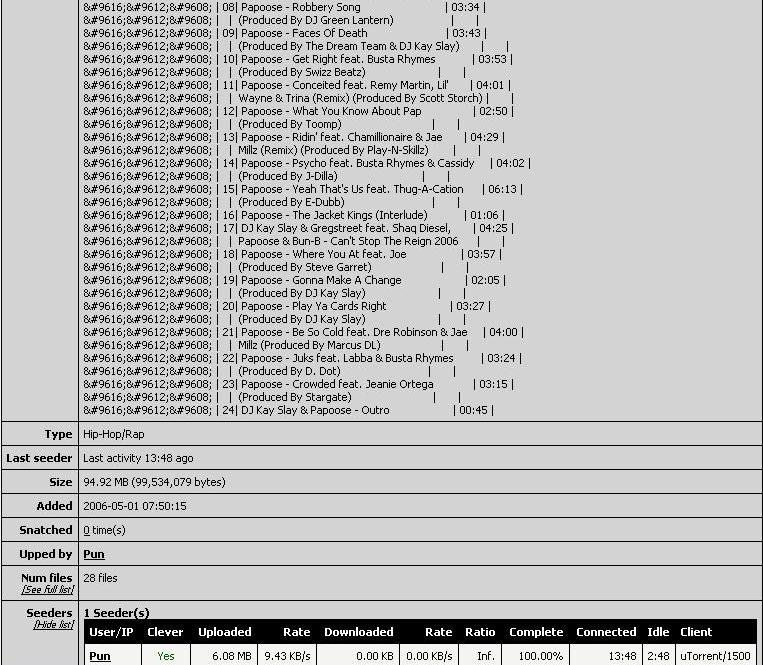 &#9616;&#9612;&#9608; | 08| Papoose - Robbery Song | 03:34 |
&#9616;&#9612;&#9608; | | (Produced By DJ Green Lantern) | |
&#9616;&#9612;&#9608; | 09| Papoose - Faces Of Death | 03:43 |
&#9616;&#9612;&#9608; | | (Produced By The Dream Team & DJ Kay Slay) | |
&#9616;&#9612;&#9608; | 10| Papoose - Get Right feat. Busta Rhymes | 03:53 |
&#9616;&#9612;&#9608; | | (Produced By Swizz Beatz) | |
&#9616;&#9612;&#9608; | 11| Papoose - Conceited feat. Remy Martin, Lil' | 04:01 |
&#9616;&#9612;&#9608; | | Wayne & Trina (Remix) (Produced By Scott Storch) | |
&#9616;&#9612;&#9608; | 12| Papoose - What You Know About Pap | 02:50 |
&#9616;&#9612;&#9608; | | (Produced By Toomp) | |
&#9616;&#9612;&#9608; | 13| Papoose - Ridin' feat. Chamillionaire & Jae | 04:29 |
&#9616;&#9612;&#9608; | | Millz (Remix) (Produced By Play-N-Skillz) | |
&#9616;&#9612;&#9608; | 14| Papoose - Psycho feat. Busta Rhymes & Cassidy | 04:02 |
&#9616;&#9612;&#9608; | | (Produced By J-Dilla) | |
&#9616;&#9612;&#9608; | 15| Papoose - Yeah That's Us feat. Thug-A-Cation | 06:13 |
&#9616;&#9612;&#9608; | | (Produced By E-Dubb) | |
&#9616;&#9612;&#9608; | 16| Papoose - The Jacket Kings (Interlude) | 01:06 |
&#9616;&#9612;&#9608; | 17| DJ Kay Slay & Gregstreet feat. Shaq Diesel, | 04:25 |
&#9616;&#9612;&#9608; | | Papoose & Bun-B - Can't Stop The Reign 2006 | |
&#9616;&#9612;&#9608; | 18| Papoose - Where You At feat. Joe | 03:57 |
&#9616;&#9612;&#9608; | | (Produced By Steve Garret) | |
&#9616;&#9612;&#9608; | 19| Papoose - Gonna Make A Change | 02:05 |
&#9616;&#9612;&#9608; | | (Produced By DJ Kay Slay) | |
&#9616;&#9612;&#9608; | 20| Papoose - Play Ya Cards Right | 03:27 |
&#9616;&#9612;&#9608; | | (Produced By DJ Kay Slay) | |
&#9616;&#9612;&#9608; | 21| Papoose - Be So Cold feat. Dre Robinson & Jae | 04:00 |
&#9616;&#9612;&#9608; | | Millz (Produced By Marcus DL) | |
&#9616;&#9612;&#9608; | 22| Papoose - Juks feat. Labba & Busta Rhymes | 03:24 |
&#9616;&#9612;&#9608; | | (Produced By D. Dot) | |
&#9616;&#9612;&#9608; | 23| Papoose - Crowded feat. Jeanie Ortega | 03:15 |
&#9616;&#9612;&#9608; | | (Produced By Stargate) | |
&#9616;&#9612;&#9608; | 24| DJ Kay Slay & Papoose - Outro | 00:45 |
Type Hip-Hop/Rap
Last seeder Last activity 13:48 ago
Size 94.92 MB (99,534,079 bytes)
Added 2006-05-01 07:50:15
Snatched 0 time(s)
Upped by Pun
Num files 28 files
[See full list]
Seeders 1 Seeder(s)
[Hide list]
User/IP Clever Uploaded Rate Downloaded Rate Ratio Complete Connected Idle Client
Pun Yes 6.08 MB 9.43 KB/s 0.00 KB 0.00 KB/s Inf. 100.00% 13:48 2:48 uTorrent/1500